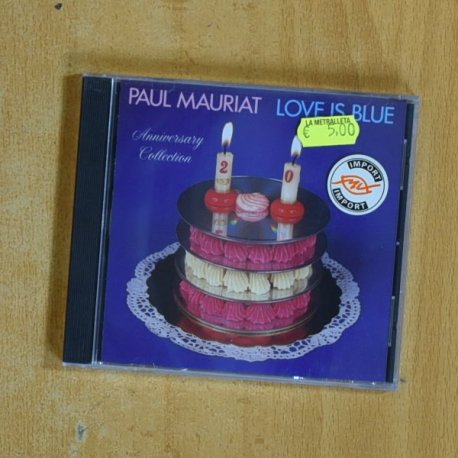 PAUL MAURIAT LOVE IS BLUE
LA METRALLETA
€ 5,00
Anniversary
Collection
IMPORT
IMPORT
2 0